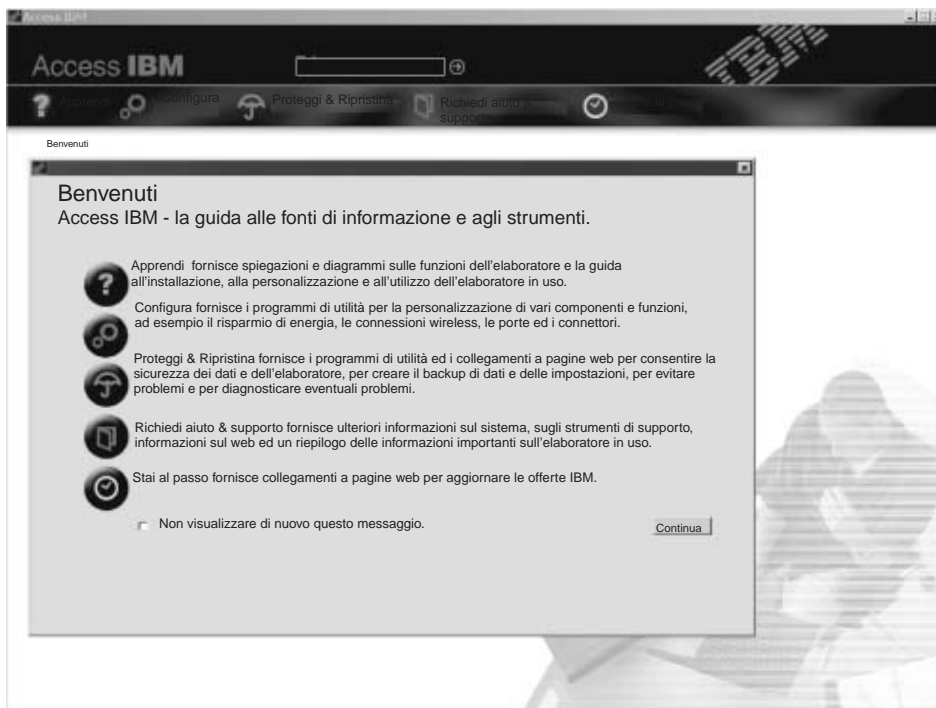 Access IBM
Access IBM
IBM
Apprendi
Configura
Proteggi & Ripristina
Richiedi aiuto &
supporto
Benvenuti
Benvenuti
Access IBM - la guida alle fonti di informazione e agli strumenti.
Apprendi fornisce spiegazioni e diagrammi sulle funzioni dell'elaboratore e la guida
all'installazione, alla personalizzazione e all'utilizzo dell'elaboratore in uso.
Configura fornisce i programmi di utilità per la personalizzazione di vari componenti e funzioni,
ad esempio il risparmio di energia, le connessioni wireless, le porte ed i connettori.
Proteggi & Ripristina fornisce i programmi di utilità ed i collegamenti a pagine web per consentire la
sicurezza dei dati e dell'elaboratore, per creare il backup di dati e delle impostazioni, per evitare
problemi e per diagnosticare eventuali problemi.
Richiedi aiuto & supporto fornisce ulteriori informazioni sul sistema, sugli strumenti di supporto,
informazioni sul web ed un riepilogo delle informazioni importanti sull'elaboratore in uso.
Stai al passo fornisce collegamenti a pagine web per aggiornare le offerte IBM.
Non visualizzare di nuovo questo messaggio.
Continua